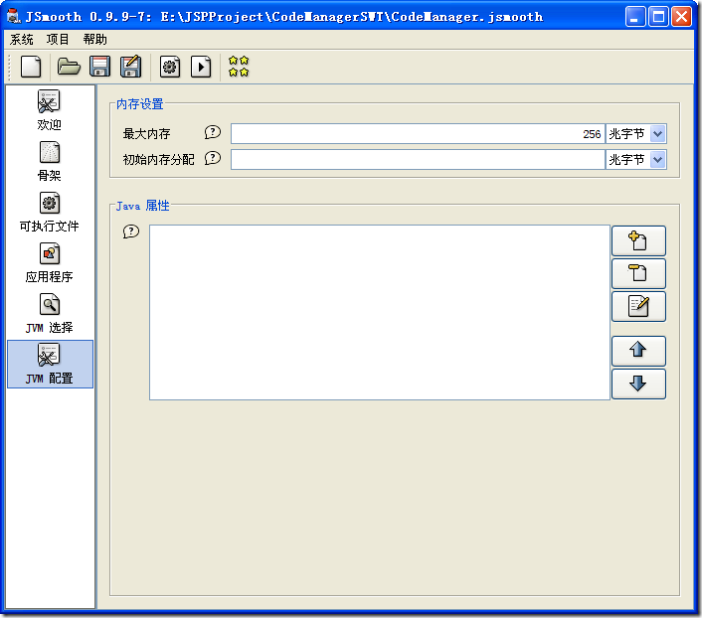 JSmooth 0.9.9-7: E:\JSPProject\CodeManagerSWT\CodeManager.jsmooth
系统 项目 帮助
欢迎
骨架
可执行文件
应用程序
JVM 选择
JVM 配置
内存设置
最大内存 256 兆字节
初始内存分配 兆字节
Java 属性